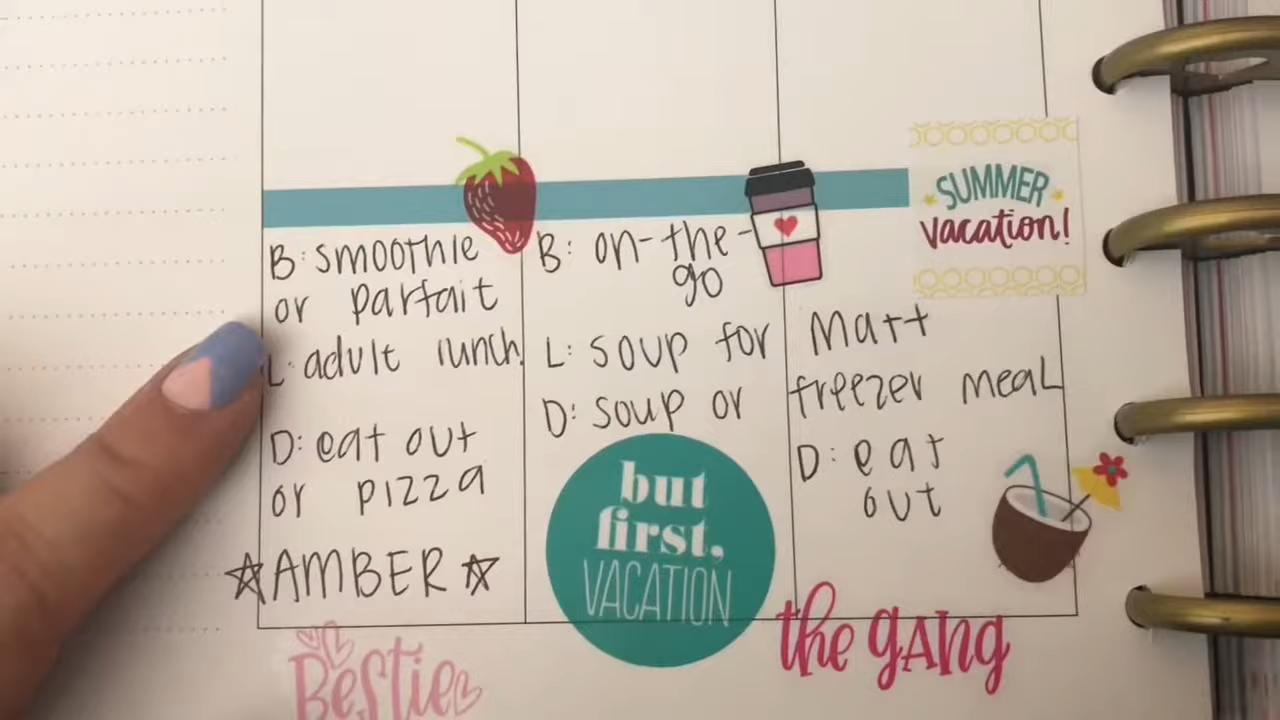 B: smoothie
or parfait
L: adult lunch
D: eat out
or pizza
☆AMBER☆
Bestie
B: on-the-
go
L: soup for
D: soup or
but
first,
VACATION
SUMMER
vacation!
Matt
freezer meal
D: eat
out
the gang